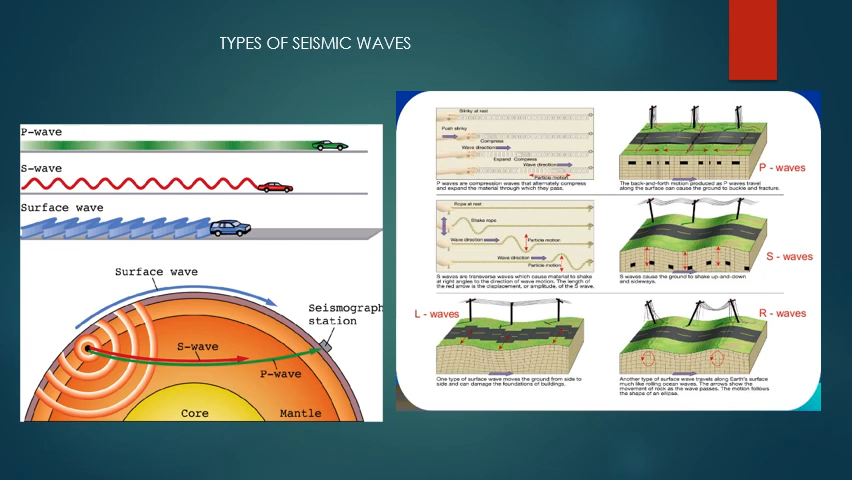 TYPES OF SEISMIC WAVES
P-wave
S-wave
Surface wave
Surface wave
Seismograph
station
S-wave
P-wave
Core
Mantle
Slinky at rest
Push slinky
Compress
Wave direction
Expand Compress
Wave direction
Particle motion
P waves are compression waves that alternately compress
and expand the material through which they pass.
P - waves
The back-and-forth motion produced as P waves travel
along the surface can cause the ground to buckle and fracture.
Rope at rest
Shake rope
Wave direction
Particle motion
Wave direction
Particle motion
S waves are transverse waves which cause material to shake
at right angles to the direction of wave motion. The length of
the red arrow is the displacement, or amplitude, of the S wave.
S - waves
S waves cause the ground to shake up-and-down
and sideways.
L - waves
One type of surface wave moves the ground from side to
side and can damage the foundations of buildings.
R - waves
Another type of surface wave travels along Earth's surface
much like rolling ocean waves. The arrows show the
movement of rock as the wave passes. The motion follows
the shape of an ellipse.